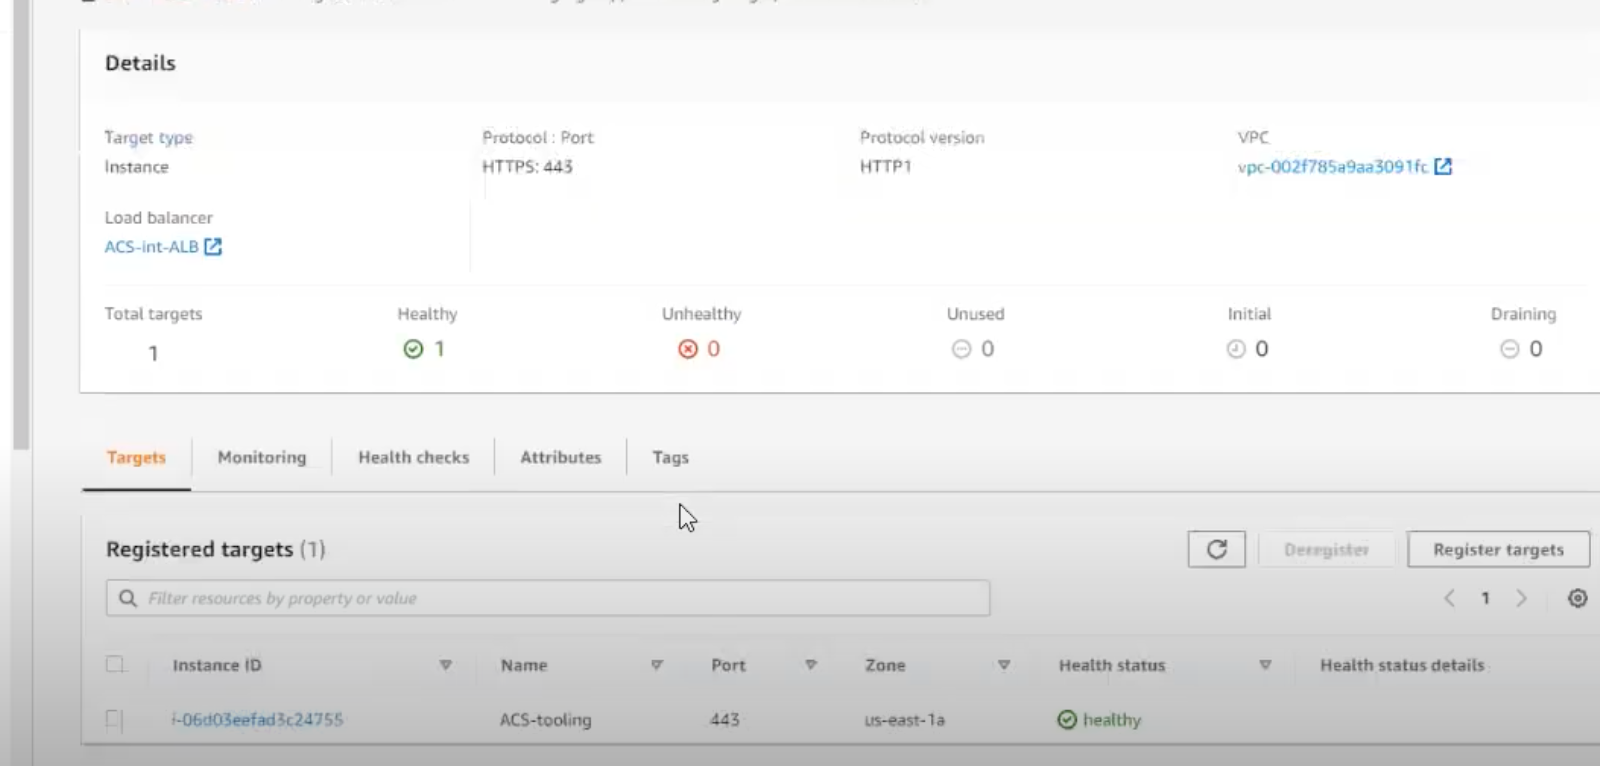 Details
Target type Protocol : Port Protocol version VPC
Instance HTTPS: 443 HTTP1 vpc-002f785a9aa3091fc
Load balancer
ACS-int-ALB
Total targets Healthy Unhealthy Unused Initial Draining
1 1 0 0 0 0
Targets Monitoring Health checks Attributes Tags
Registered targets (1) Deregister Register targets
Filter resources by property or value 1
Instance ID Name Port Zone Health status Health status details
i-06d03eefad3c24755 ACS-tooling 443 us-east-1a healthy